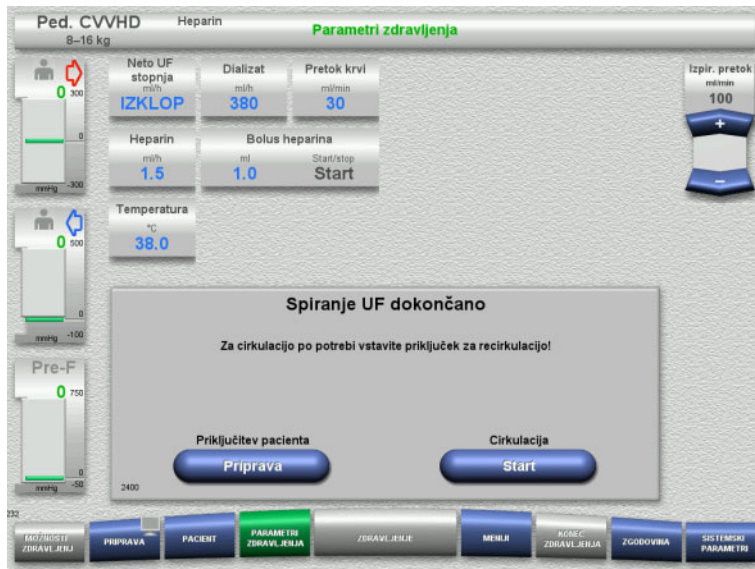 Ped. CVVHD Heparin
8–16 kg
Parametri zdravljenja
0 300
0
mmHg -300
Neto UF
stopnja
ml/h
IZKLOP
Dializat
ml/h
380
Pretok krvi
ml/min
30
Izpir. pretok
ml/min
100
+
–
Heparin
ml/h
1.5
Bolus heparina
ml Start/stop
1.0 Start
Temperatura
°C
38.0
0 500
0
mmHg -100
Pre-F
0 750
0
mmHg -50
Spiranje UF dokončano
Za cirkulacijo po potrebi vstavite priključek za recirkulacijo!
Priključitev pacienta
Priprava
Cirkulacija
Start
2400
232
MOŽNOSTI
ZDRAVLJENJ
PRIPRAVA
PACIENT
PARAMETRI
ZDRAVLJENJA
ZDRAVLJENJE
MENIJI
KONEC
ZDRAVLJENJA
ZGODOVINA
SISTEMSKI
PARAMETRI